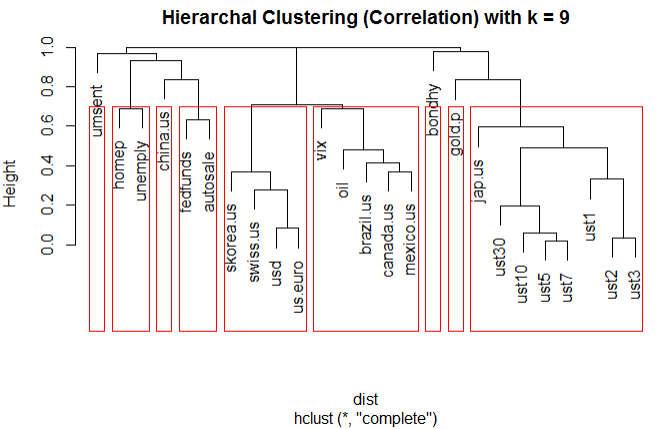 Hierarchal Clustering (Correlation) with k = 9
Height
1.0
0.8
0.6
0.4
0.2
0.0
umsent
homep
unemply
china.us
fedfunds
autosale
skorea.us
swiss.us
usd
us.euro
vix
oil
brazil.us
canada.us
mexico.us
bondhy
gold.p
jap.us
ust30
ust10
ust5
ust7
ust1
ust2
ust3
dist
hclust (*, "complete")